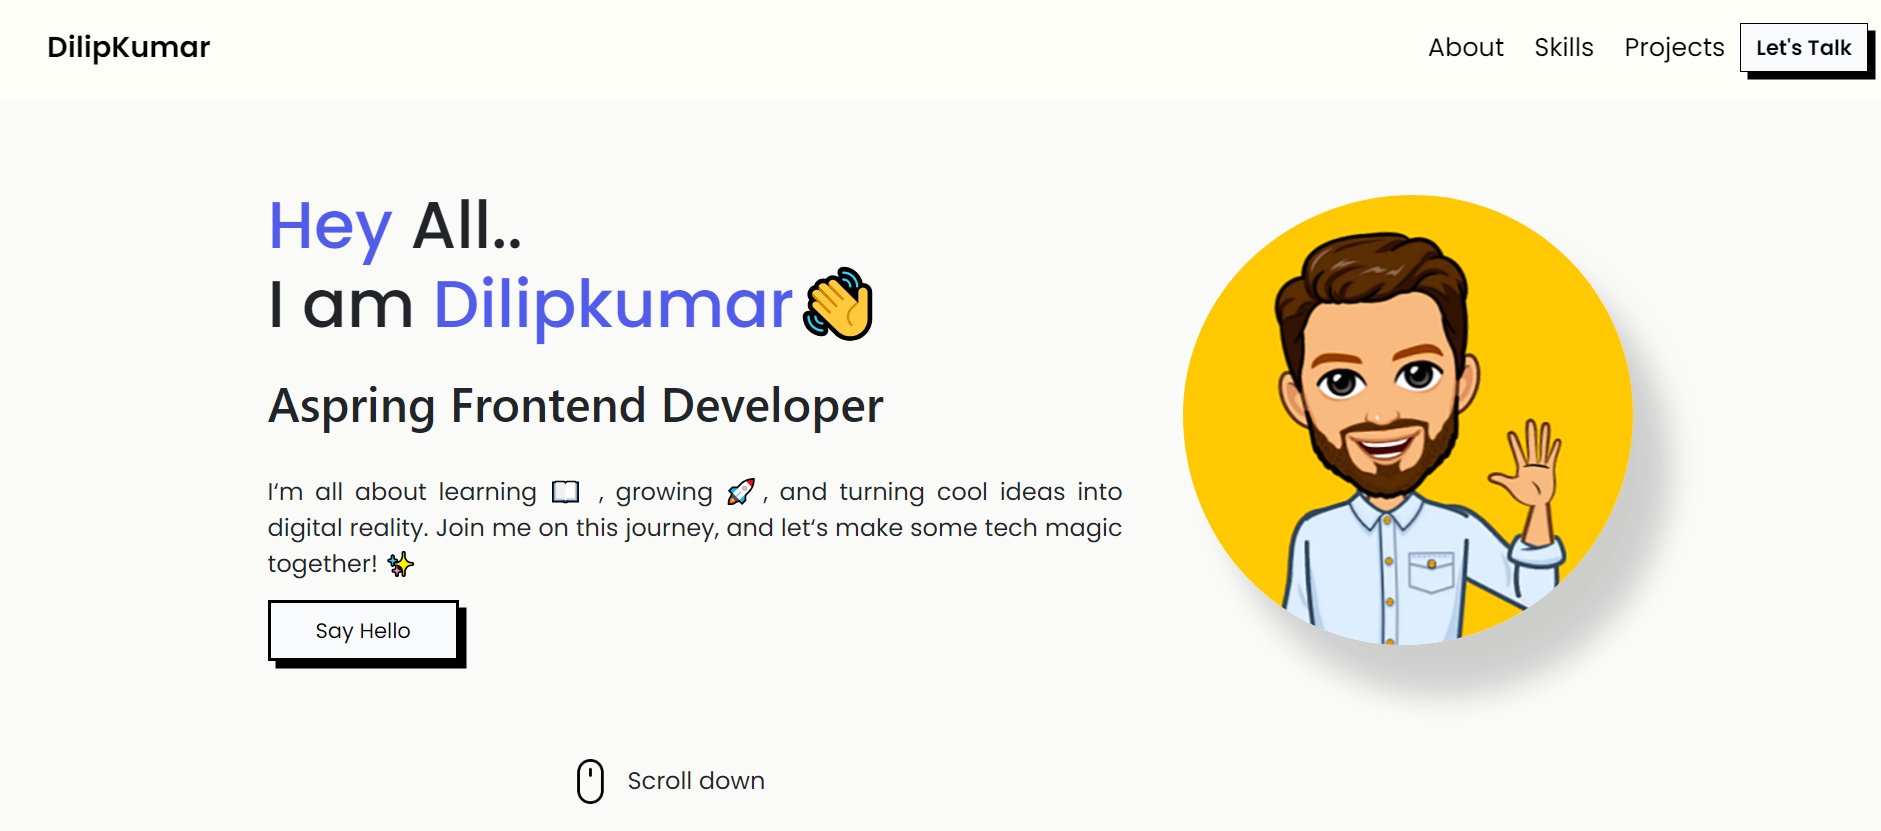 DilipKumar
About Skills Projects Let's Talk
Hey All..
I am Dilipkumar
Aspring Frontend Developer
I‘m all about learning 📖 , growing 🚀 , and turning cool ideas into
digital reality. Join me on this journey, and let‘s make some tech magic
together! ✨
Say Hello
Scroll down